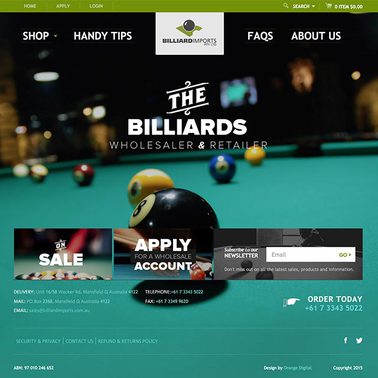 HOME APPLY LOGIN SEARCH 0 ITEM $0.00
SHOP HANDY TIPS BILLIARDIMPORTS PTY LTD FAQS ABOUT US
THE
BILLIARDS
WHOLESALER & RETAILER
8
ON
SALE
APPLY
FOR A WHOLESALE
ACCOUNT
Subscribe to our
NEWSLETTER
Email
GO >
Don't miss out on all the latest sales, products and information.
DELIVERY: Unit 16/58 Wecker Rd, Mansfield Q Australia 4122
MAIL: PO Box 2268, Mansfield Q Australia 4122
EMAIL: sales@billiardimports.com.au
TELEPHONE: +61 7 3343 5022
FAX: +61 7 3349 9620
ORDER TODAY
+61 7 3343 5022
SECURITY & PRIVACY | CONTACT US | REFUND & RETURNS POLICY
ABN: 97 010 246 652
Design by Orange Digital
Copyright 2015